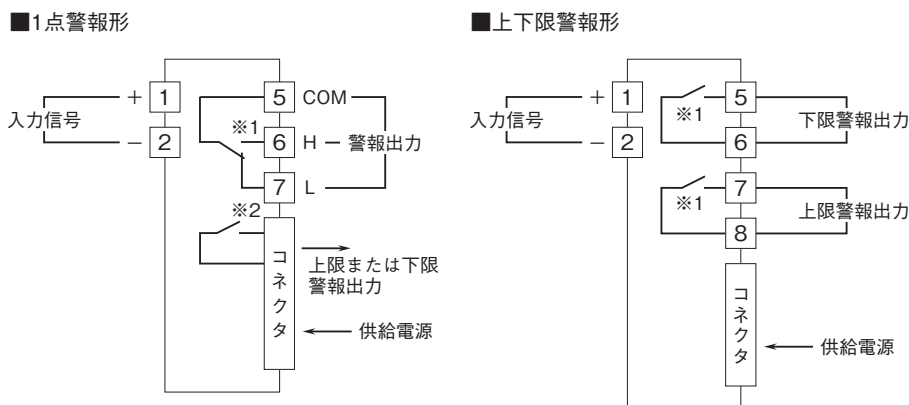 ■1点警報形
入力信号
+ 1
− 2
5 COM
※1
6 H 警報出力
7 L
※2
コネクタ
上限または下限
警報出力
供給電源
■上下限警報形
入力信号
+ 1
− 2
※1
5
6
下限警報出力
※1
7
8
上限警報出力
コネクタ
供給電源